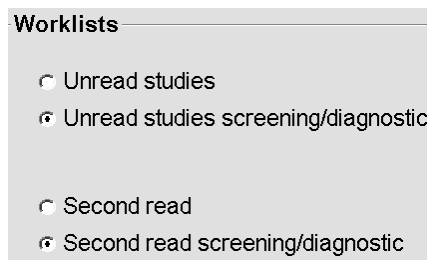 Worklists
Unread studies
Unread studies screening/diagnostic
Second read
Second read screening/diagnostic